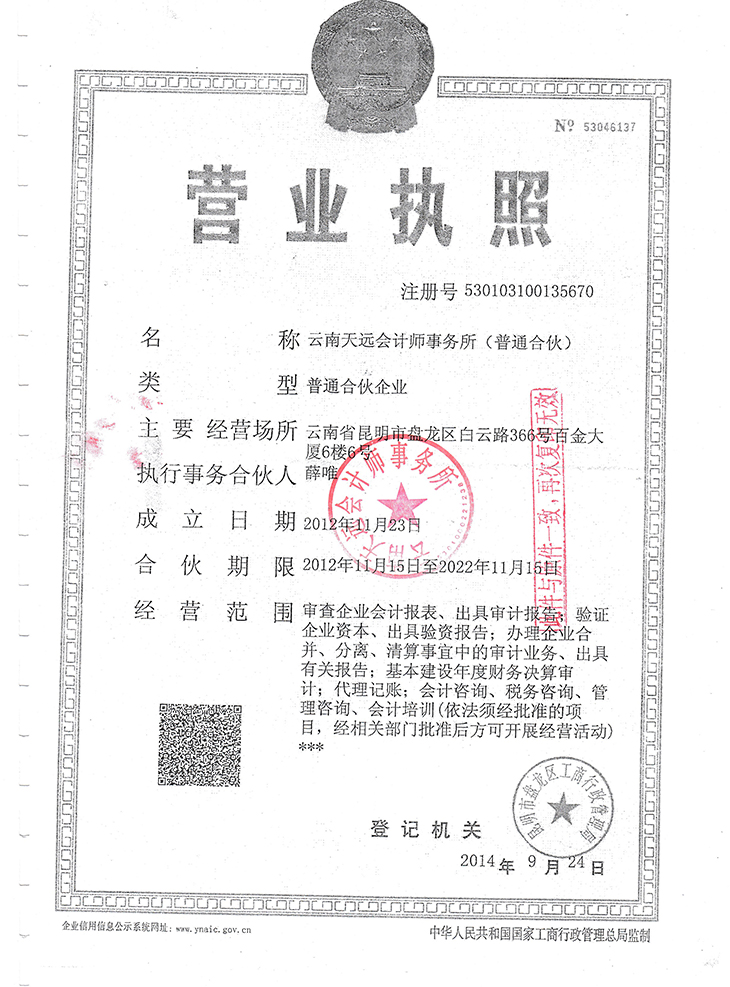 № 53046137
营业执照
注册号 530103100135670
名 称 云南天远会计师事务所（普通合伙）
类 型 普通合伙企业
主要经营场所 云南省昆明市盘龙区白云路366号百金大
厦6楼6号
执行事务合伙人 薛唯
成立日期 2012年11月23日
合伙期限 2012年11月15日至2022年11月15日
经营范围 审查企业会计报表、出具审计报告；验证
企业资本、出具验资报告；办理企业合
并、分离、清算事宜中的审计业务、出具
有关报告；基本建设年度财务决算审
计；代理记账；会计咨询、税务咨询、管
理咨询、会计培训(依法须经批准的项
目，经相关部门批准后方可开展经营活动)
***
云南天远会计师事务所
此件与原件一致，再次复印无效
登记机关
昆明市盘龙区工商行政管理局
2014年9月24日
企业信用信息公示系统网址：www.ynaic.gov.cn
中华人民共和国国家工商行政管理总局监制